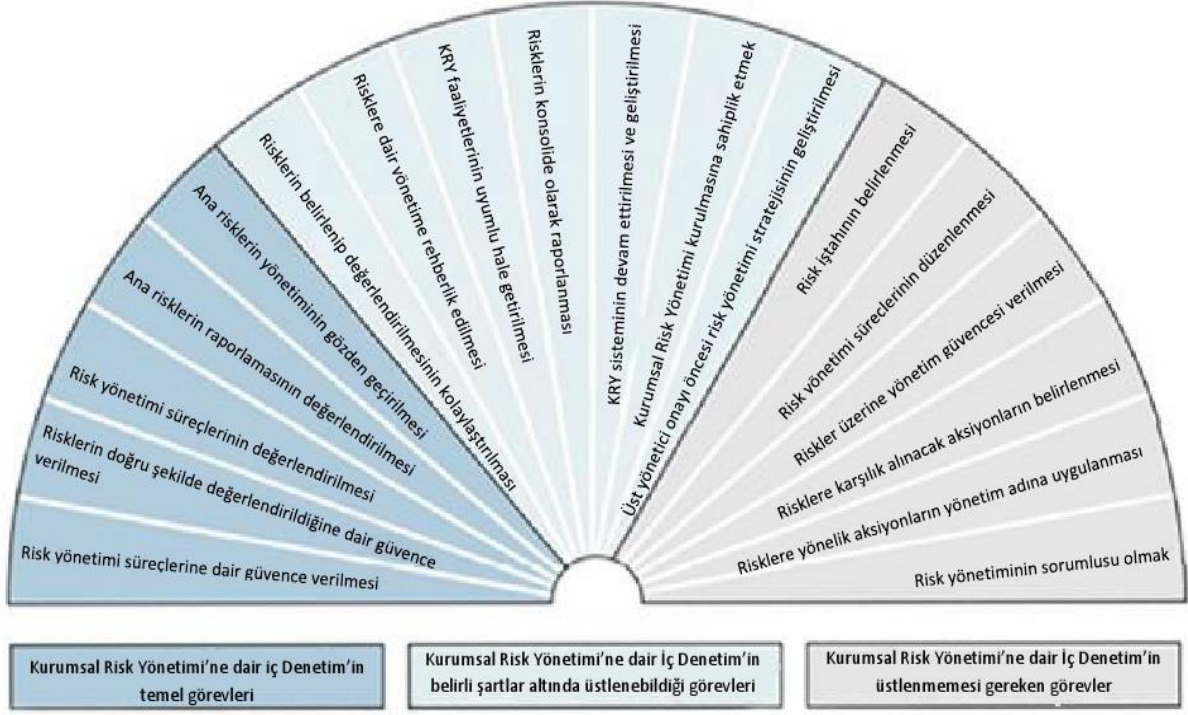 Risk yönetimi süreçlerine dair güvence verilmesi
Risklerin doğru şekilde değerlendirildiğine dair güvence
verilmesi
Risk yönetimi süreçlerinin değerlendirilmesi
Ana risklerin raporlamasının değerlendirilmesi
Ana risklerin yönetiminin gözden geçirilmesi
Risklerin belirlenip değerlendirilmesinin kolaylaştırılması
Risklere dair yönetime rehberlik edilmesi
KRY faaliyetlerinin uyumlu hale getirilmesi
Risklerin konsolide olarak raporlanması
KRY sisteminin devam ettirilmesi ve geliştirilmesi
Kurumsal Risk Yönetimi kurulmasına sahiplik etmek
Üst yönetici onayı öncesi risk yönetimi stratejisinin geliştirilmesi
Risk iştahının belirlenmesi
Risk yönetimi süreçlerinin düzenlenmesi
Riskler üzerine yönetim güvencesi verilmesi
Risklere karşılık alınacak aksiyonların belirlenmesi
Risklere yönelik aksiyonların yönetim adına uygulanması
Risk yönetiminin sorumlusu olmak
Kurumsal Risk Yönetimi’ne dair iç Denetim’in
temel görevleri
Kurumsal Risk Yönetimi’ne dair İç Denetim’in
belirli şartlar altında üstlenebildiği görevleri
Kurumsal Risk Yönetimi’ne dair İç Denetim’in
üstlenmemesi gereken görevler